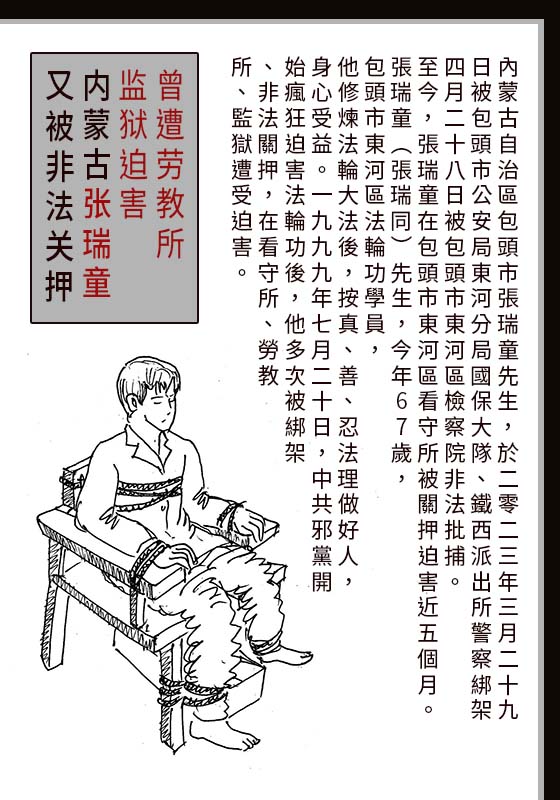 內蒙古自治區包頭市張瑞童先生，於二零二三年三月二十九
日被包頭市公安局東河分局國保大隊、鐵西派出所警察綁架
四月二十八日被包頭市東河區檢察院非法批捕。
至今，張瑞童在包頭市東河區看守所被關押迫害近五個月。
張瑞童（張瑞同）先生，今年67歲，
包頭市東河區法輪功學員，
他修煉法輪大法後，按真、善、忍法理做好人，
身心受益。一九九九年七月二十日，中共邪黨開
始瘋狂迫害法輪功後，他多次被綁架
、非法關押，在看守所、勞教
所、監獄遭受迫害。
曾遭劳教所
监狱迫害
内蒙古张瑞童
又被非法关押